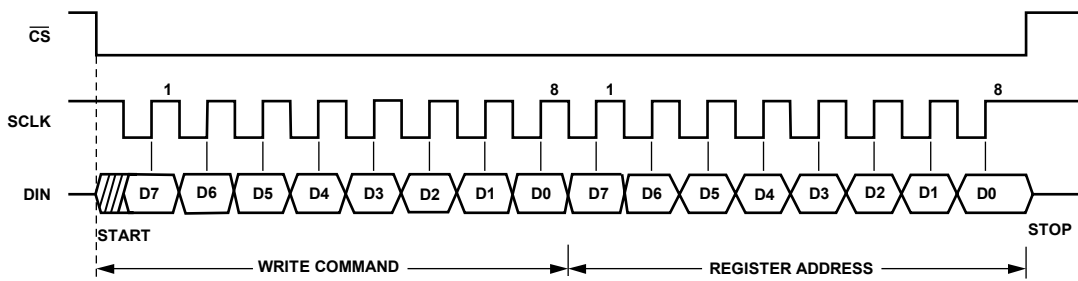 CS
1 8 1 8
SCLK
DIN D7 D6 D5 D4 D3 D2 D1 D0 D7 D6 D5 D4 D3 D2 D1 D0
START STOP
WRITE COMMAND REGISTER ADDRESS